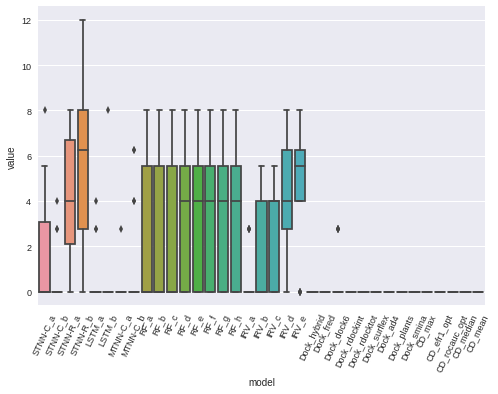 12
10
8
6
4
2
0
value
STNN-C_a
STNN-C_b
STNN-R_a
STNN-R_b
LSTM_a
LSTM_b
MTNN-C_a
MTNN-C_b
RF_a
RF_b
RF_c
RF_d
RF_e
RF_f
RF_g
RF_h
IRV_a
IRV_b
IRV_c
IRV_d
IRV_e
Dock_hybrid
Dock_fred
Dock_dock6
Dock_rdockint
Dock_rdocktot
Dock_surflex
Dock_ad4
Dock_plants
Dock_smina
CD_max
CD_efr1_opt
CD_rocauc_opt
CD_median
CD_mean
model